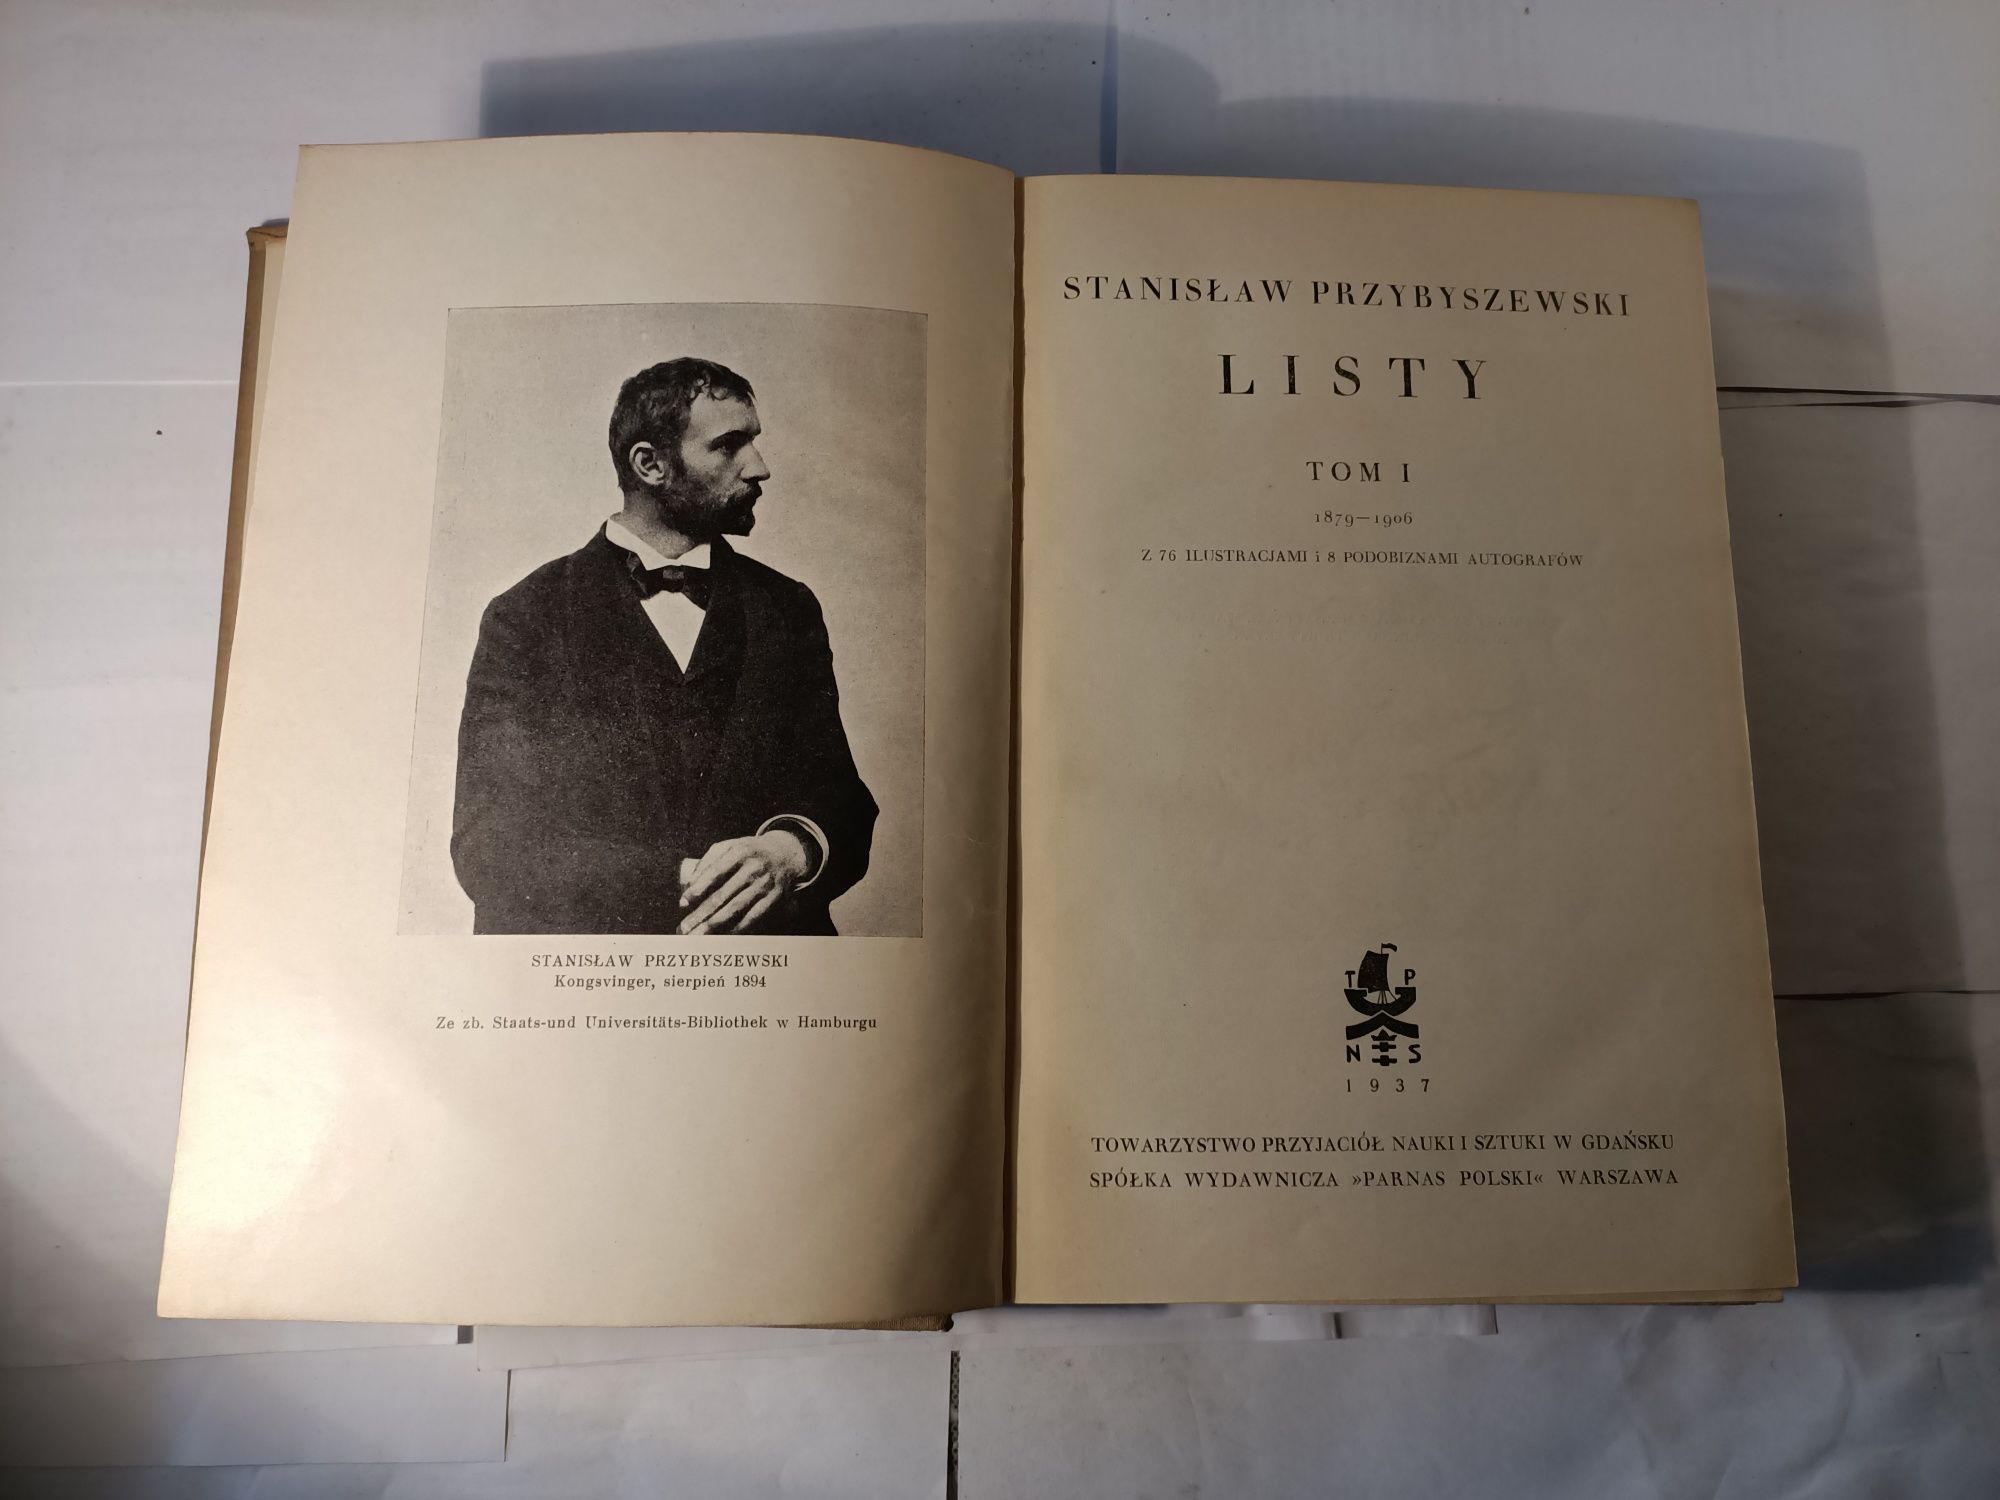 STANISŁAW PRZYBYSZEWSKI
Kongsvinger, sierpień 1894
Ze zb. Staats-und Universitäts-Bibliothek w Hamburgu
STANISŁAW PRZYBYSZEWSKI
LISTY
TOM I
1879—1906
Z 76 ILUSTRACJAMI i 8 PODOBIZNAMI AUTOGRAFÓW
T P
N S
1937
TOWARZYSTWO PRZYJACIÓŁ NAUKI I SZTUKI W GDAŃSKU
SPÓŁKA WYDAWNICZA »PARNAS POLSKI« WARSZAWA